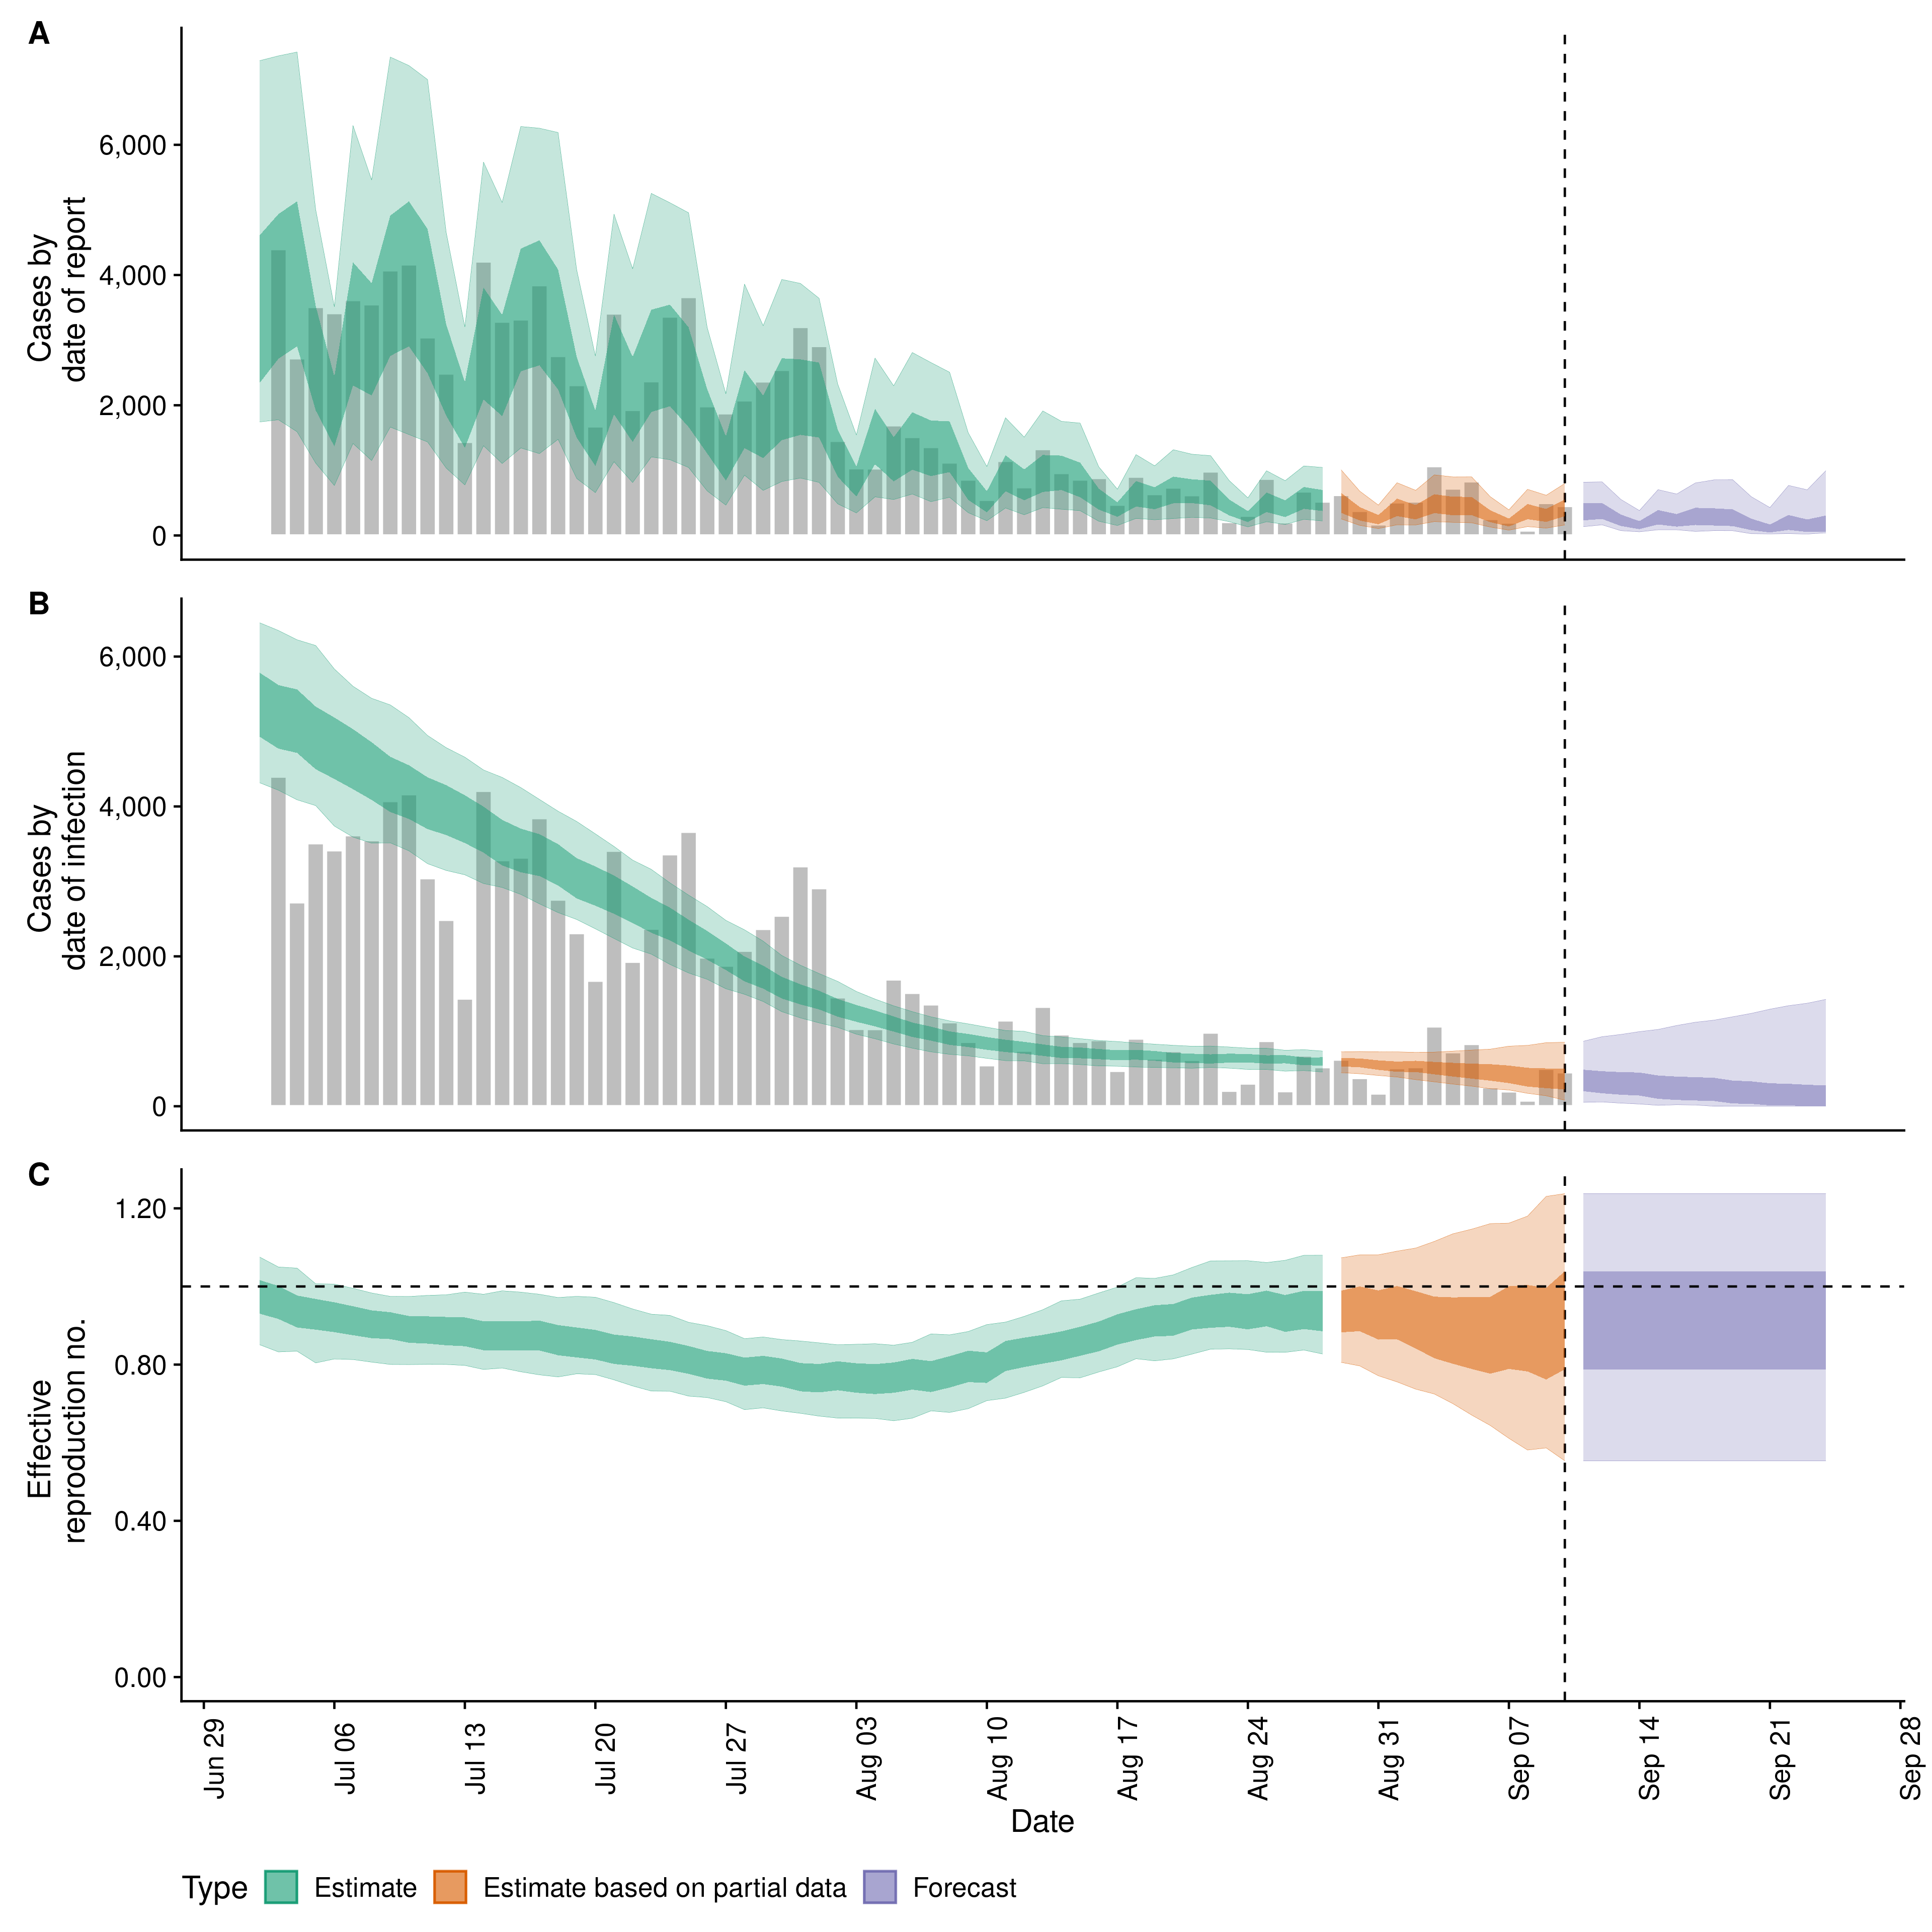 A
Cases by
date of report
6,000
4,000
2,000
0
B
Cases by
date of infection
6,000
4,000
2,000
0
C
Effective
reproduction no.
1.20
0.80
0.40
0.00
Jun 29
Jul 06
Jul 13
Jul 20
Jul 27
Aug 03
Aug 10
Aug 17
Aug 24
Aug 31
Sep 07
Sep 14
Sep 21
Sep 28
Date
Type Estimate Estimate based on partial data Forecast